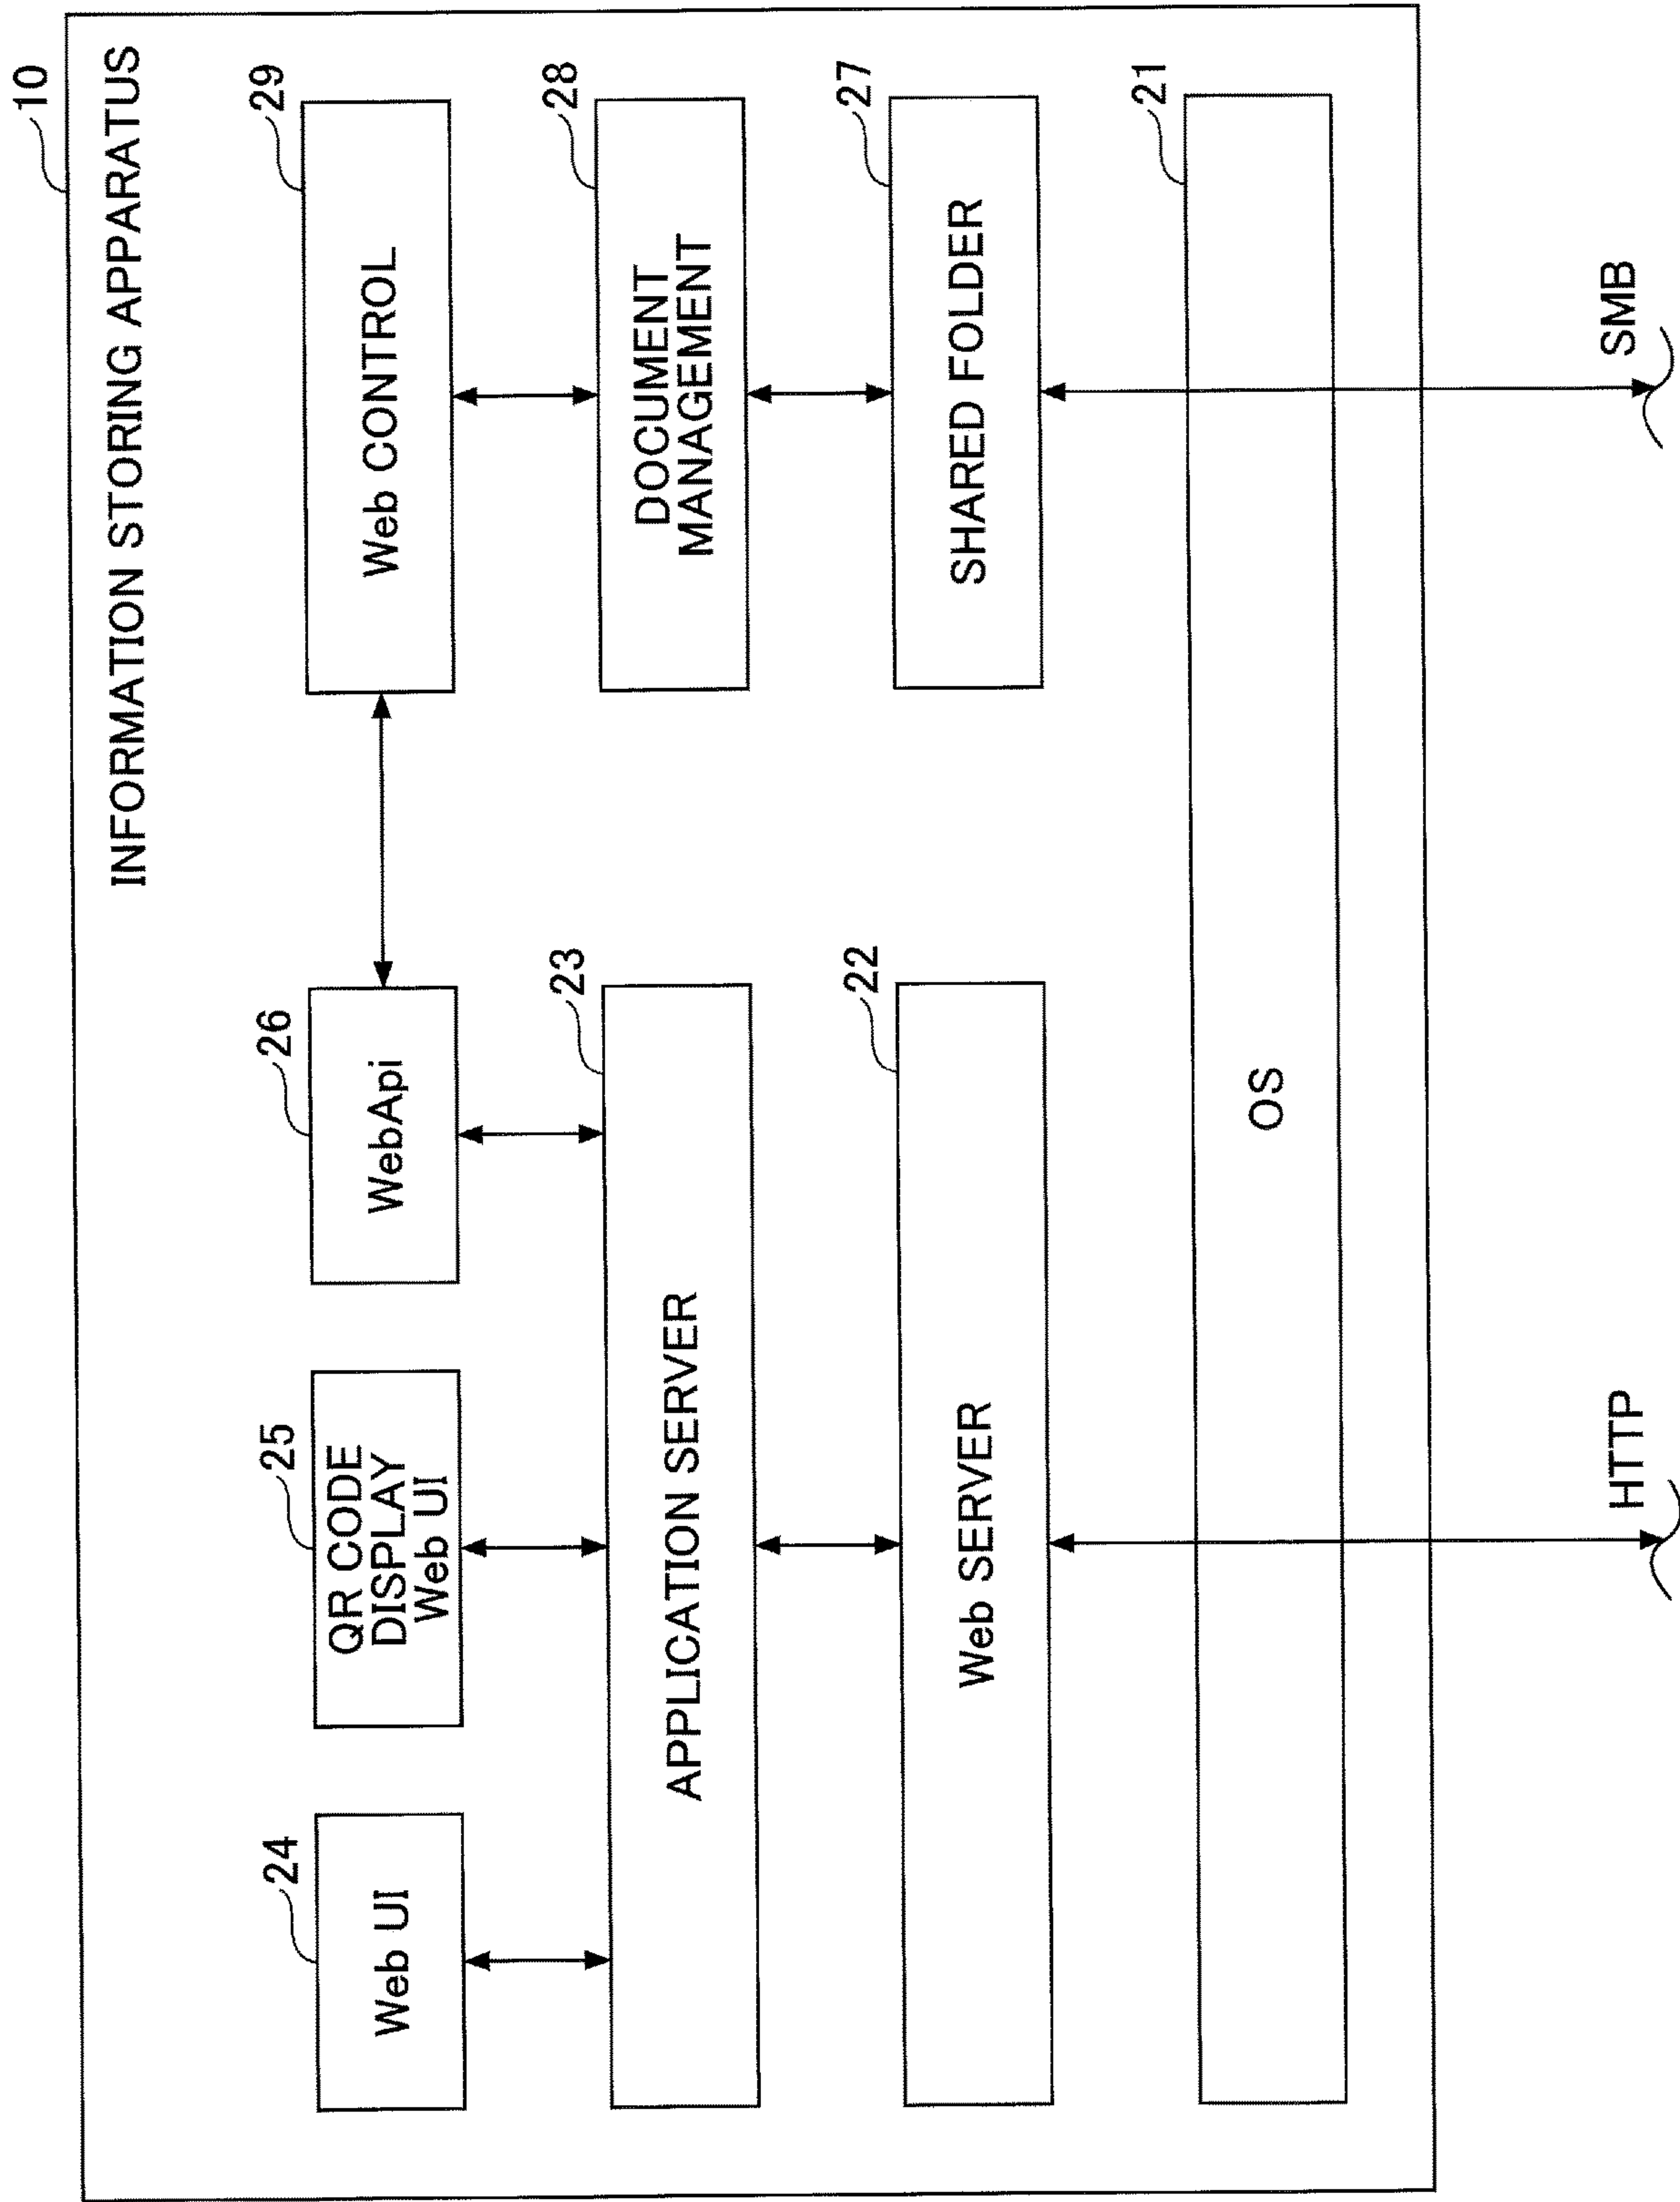 10
INFORMATION STORING APPARATUS
24
Web UI
25
QR CODE
DISPLAY
Web UI
26
WebApi
29
Web CONTROL
23
APPLICATION SERVER
28
DOCUMENT
MANAGEMENT
22
Web SERVER
27
SHARED FOLDER
21
OS
HTTP
SMB